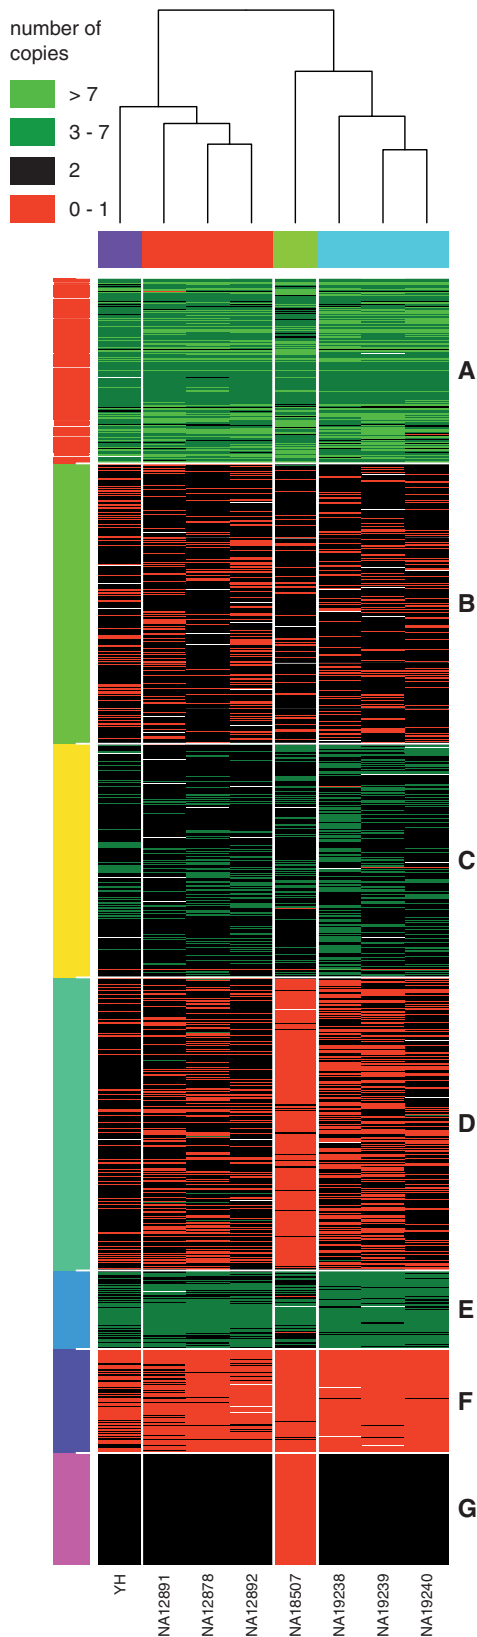 number of
copies
> 7
3 - 7
2
0 - 1
A
B
C
D
E
F
G
YH
NA12891
NA12878
NA12892
NA18507
NA19238
NA19239
NA19240